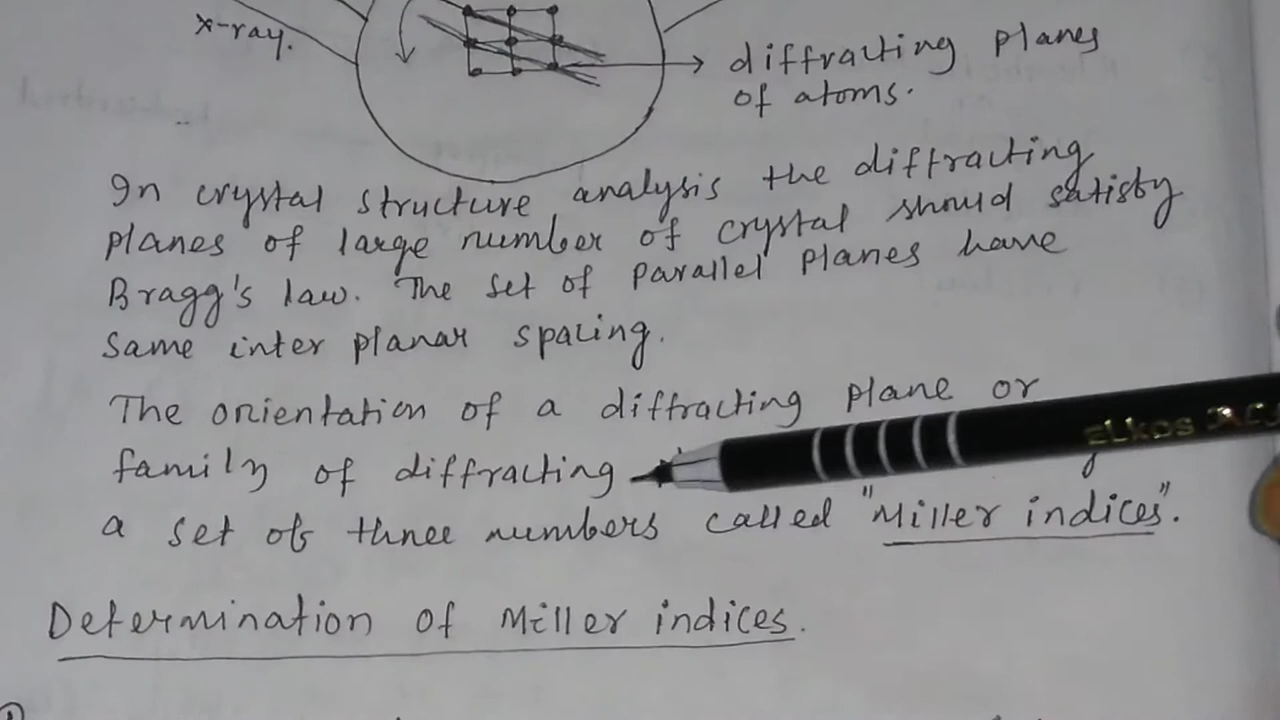 x-ray.
diffracting planes
of atoms.
In crystal structure analysis the diffracting
planes of large number of crystal should satisfy
Bragg's law. The set of parallel planes have
same inter planar spacing.
The orientation of a diffracting plane or
family of diffracting
a set of three numbers called "Miller indices".
Determination of Miller indices.
ELKOS